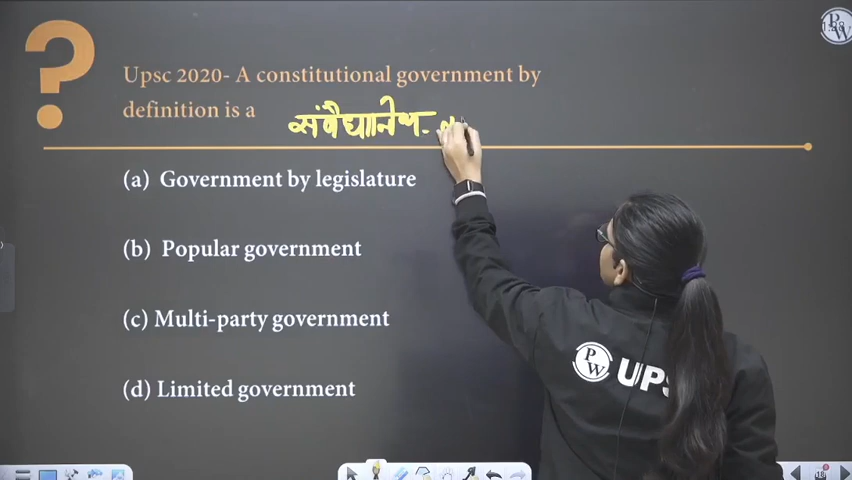 Upsc 2020- A constitutional government by
definition is a
(a) Government by legislature
(b) Popular government
(c) Multi-party government
(d) Limited government
PW
UPS
PW
18